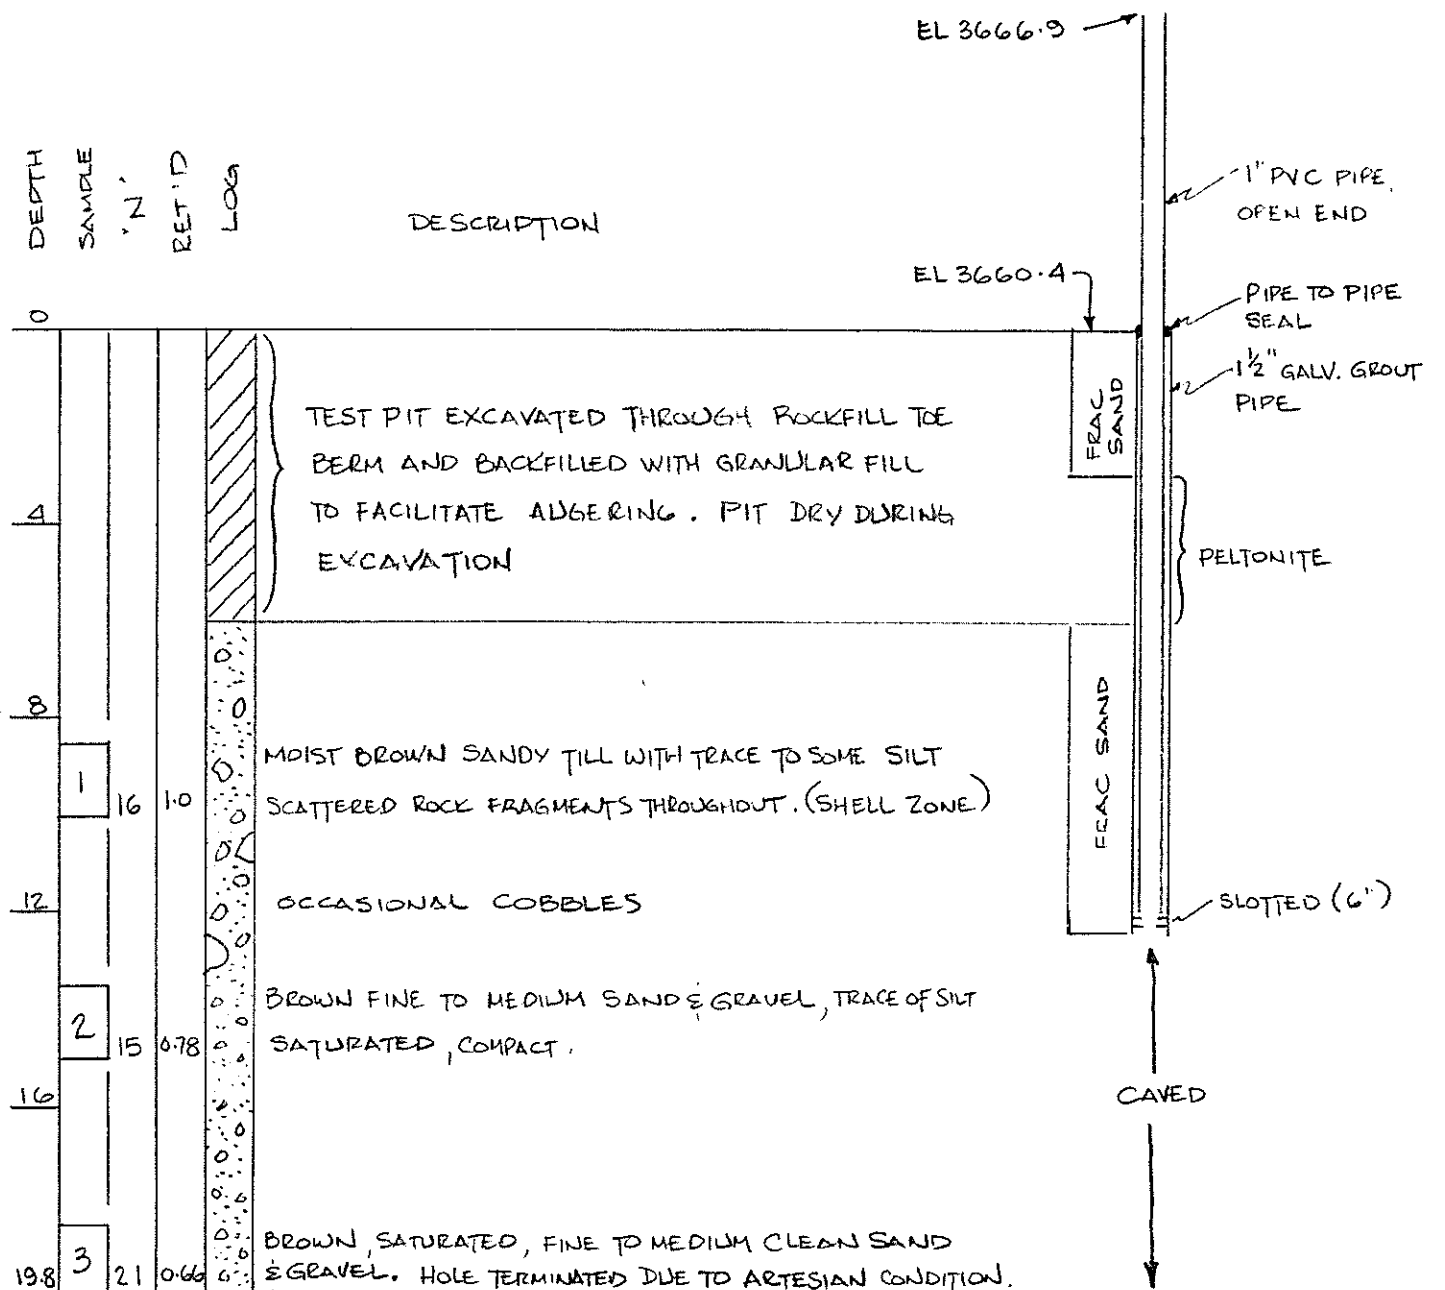 EL 3666.9
1" PVC PIPE,
OPEN END
DEPTH
SAMPLE
'N'
RET'D
LOG
DESCRIPTION
EL 3660.4
PIPE TO PIPE
SEAL
1½" GALV. GROUT
PIPE
0
FRAC
SAND
TEST PIT EXCAVATED THROUGH ROCKFILL TOE
BERM AND BACKFILLED WITH GRANULAR FILL
TO FACILITATE AUGERING. PIT DRY DURING
EXCAVATION
4
PELTONITE
8
FRAC SAND
MOIST BROWN SANDY TILL WITH TRACE TO SOME SILT
1 16 1.0 SCATTERED ROCK FRAGMENTS THROUGHOUT. (SHELL ZONE)
12
OCCASIONAL COBBLES
SLOTTED (6")
BROWN FINE TO MEDIUM SAND & GRAVEL, TRACE OF SILT
2 15 0.78 SATURATED, COMPACT.
16
CAVED
BROWN, SATURATED, FINE TO MEDIUM CLEAN SAND
19.8 3 21 0.66 & GRAVEL. HOLE TERMINATED DUE TO ARTESIAN CONDITION.